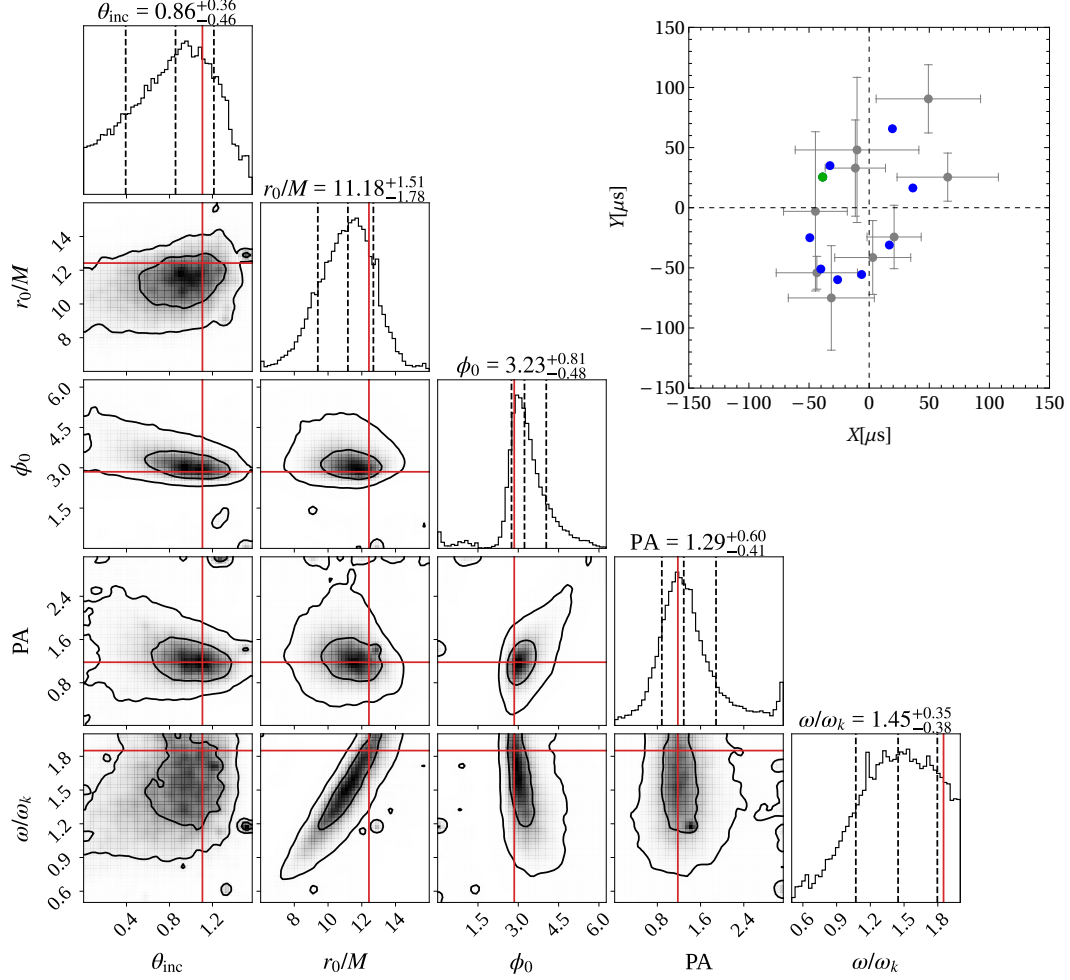 θinc = 0.86+0.36−0.46
r0/M = 11.18+1.51−1.78
ϕ0 = 3.23+0.81−0.48
PA = 1.29+0.60−0.41
ω/ωk = 1.45+0.35−0.38
r0/M
14
12
10
8
ϕ0
6.0
4.5
3.0
1.5
PA
2.4
1.6
0.8
ω/ωk
1.8
1.5
1.2
0.9
0.6
0.4 0.8 1.2
θinc
8 10 12 14
r0/M
1.5 3.0 4.5 6.0
ϕ0
0.8 1.6 2.4
PA
0.6 0.9 1.2 1.5 1.8
ω/ωk
150
100
50
0
−50
−100
−150
Y[μs]
−150 −100 −50 0 50 100 150
X[μs]